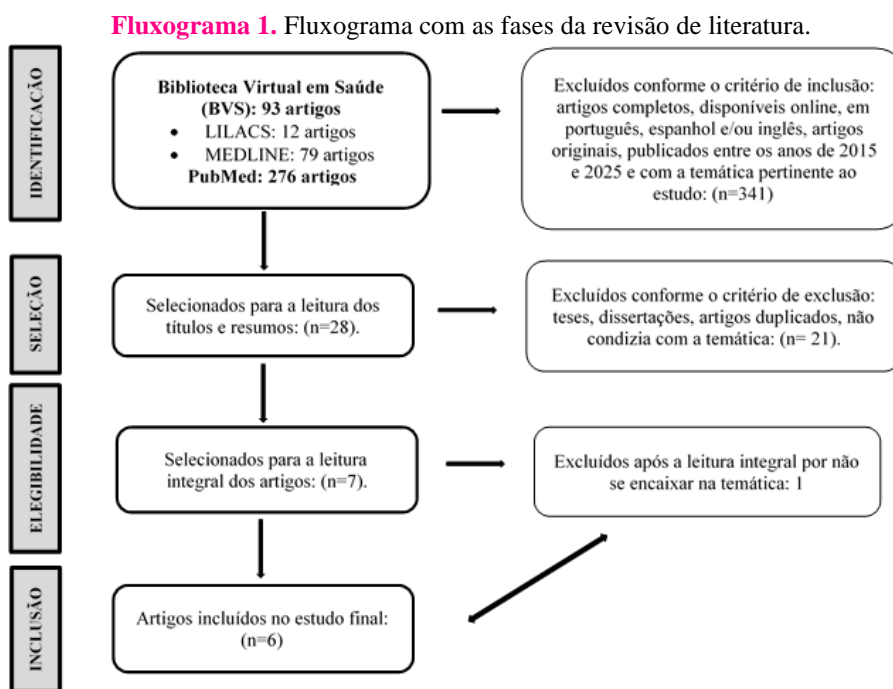 Fluxograma 1. Fluxograma com as fases da revisão de literatura.
IDENTIFICAÇÃO
Biblioteca Virtual em Saúde
(BVS): 93 artigos
• LILACS: 12 artigos
• MEDLINE: 79 artigos
PubMed: 276 artigos
Excluídos conforme o critério de inclusão:
artigos completos, disponíveis online, em
português, espanhol e/ou inglês, artigos
originais, publicados entre os anos de 2015
e 2025 e com a temática pertinente ao
estudo: (n=341)
SELEÇÃO
Selecionados para a leitura dos
títulos e resumos: (n=28).
Excluídos conforme o critério de exclusão:
teses, dissertações, artigos duplicados, não
condizia com a temática: (n= 21).
ELEGIBILIDADE
Selecionados para a leitura
integral dos artigos: (n=7).
Excluídos após a leitura integral por não
se encaixar na temática: 1
INCLUSÃO
Artigos incluídos no estudo final:
(n=6)